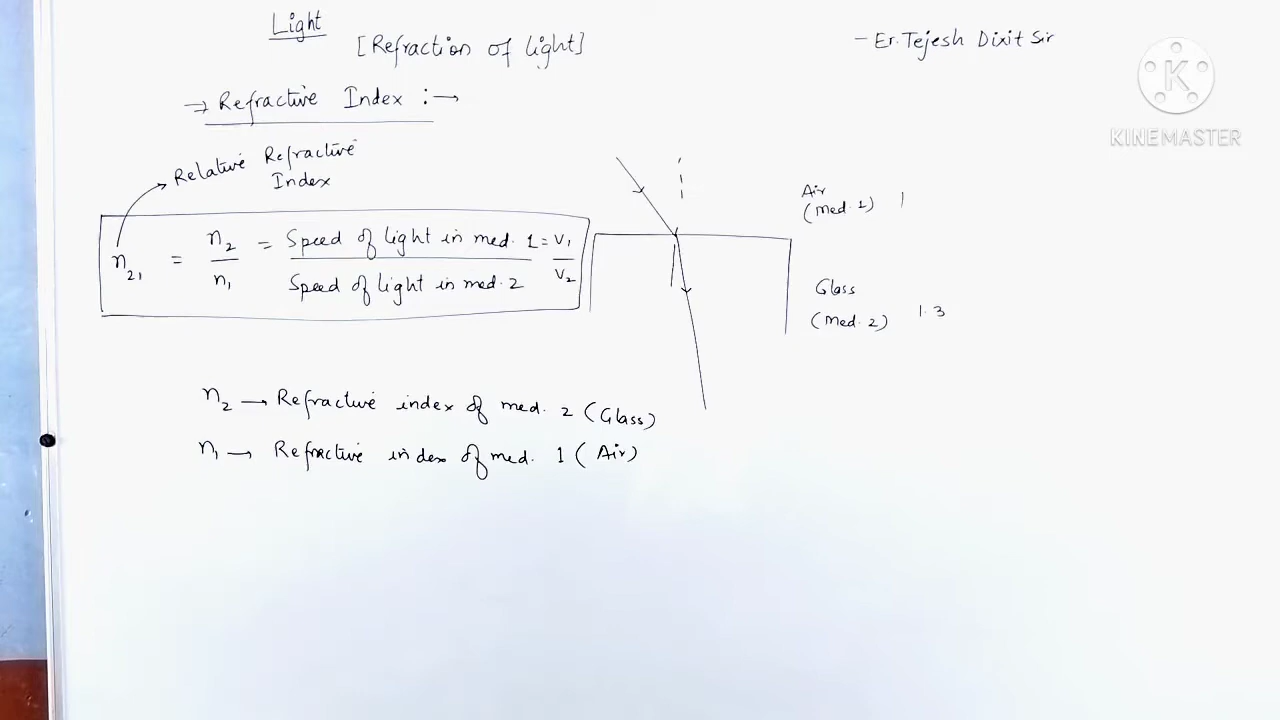 Light
[Refraction of light]
- Er. Tejesh Dixit Sir
K
KINEMASTER
⇒ Refractive Index :→
Relative Refractive
Index
n₂₁ = n₂/n₁ = Speed of light in med. 1/Speed of light in med. 2 = v₁/v₂
Air
(med. 1) 1
Glass
(med. 2) 1.3
n₂ → Refractive index of med. 2 (Glass)
n₁ → Refractive index of med. 1 (Air)